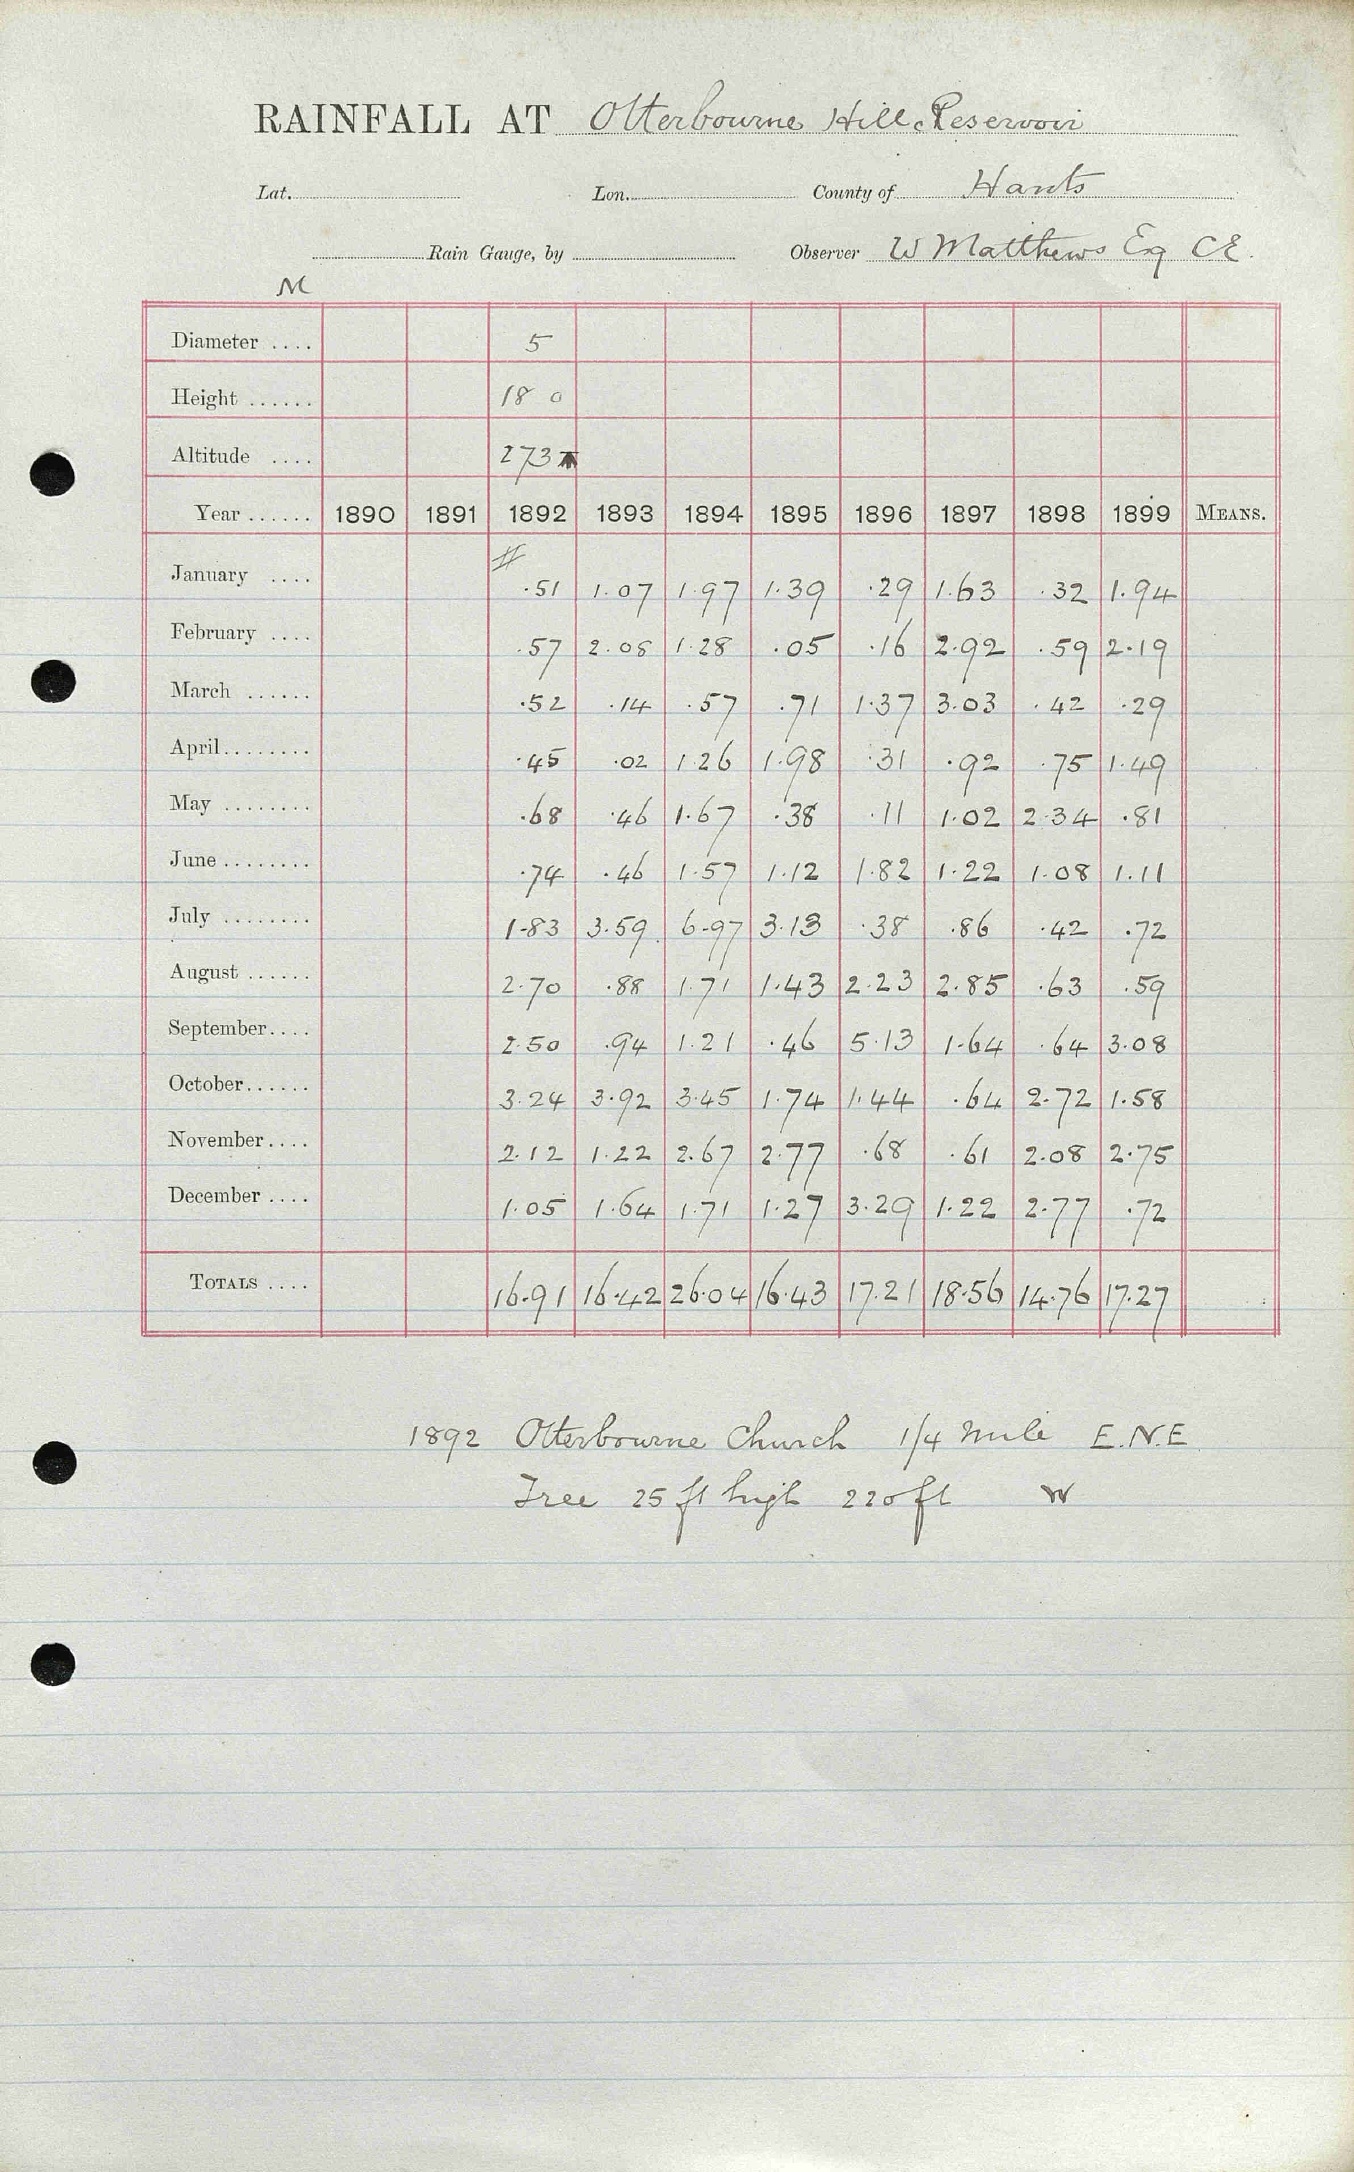 RAINFALL AT Otterbourne Hill Reservoir
Lat. Lon. County of Hants
Rain Gauge, by Observer W Matthews Esq CE.
M
Diameter .... 5
Height ...... 18 0
Altitude .... 273 T
Year ...... 1890 1891 1892 1893 1894 1895 1896 1897 1898 1899 MEANS.
#
January .... .51 1.07 1.97 1.39 .29 1.63 .32 1.94
February .... .57 2.08 1.28 .05 .16 2.92 .59 2.19
March ...... .52 .14 .57 .71 1.37 3.03 .42 .29
April........ .45 .02 1.26 1.98 .31 .92 .75 1.49
May ........ .68 .46 1.67 .38 .11 1.02 2.34 .81
June ........ .74 .46 1.57 1.12 1.82 1.22 1.08 1.11
July ........ 1.83 3.59 6.97 3.13 .38 .86 .42 .72
August ...... 2.70 .88 1.71 1.43 2.23 2.85 .63 .59
September.... 2.50 .94 1.21 .46 5.13 1.64 .64 3.08
October...... 3.24 3.92 3.45 1.74 1.44 .64 2.72 1.58
November.... 2.12 1.22 2.67 2.77 .68 .61 2.08 2.75
December .... 1.05 1.64 1.71 1.27 3.29 1.22 2.77 .72
TOTALS .... 16.91 16.42 26.04 16.43 17.21 18.56 14.76 17.27
1892 Otterbourne Church 1/4 mile E.N.E
Tree 25 ft high 220 ft W